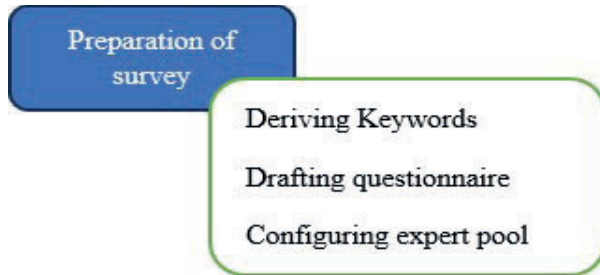 Preparation of
survey
Deriving Keywords
Drafting questionnaire
Configuring expert pool